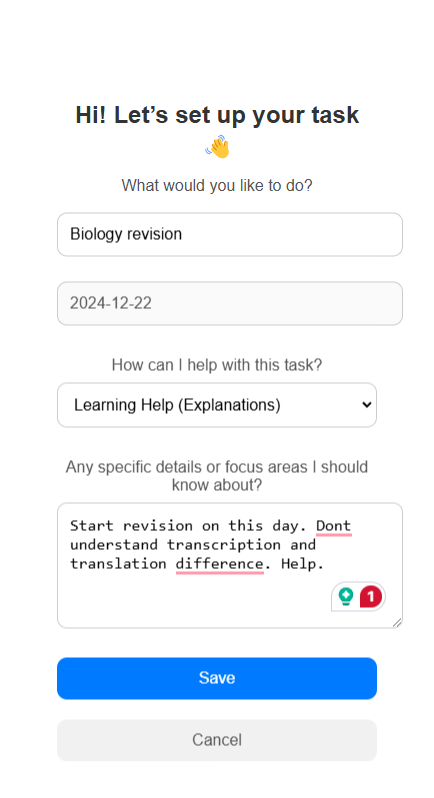 Hi! Let’s set up your task
👋
What would you like to do?
Biology revision
2024-12-22
How can I help with this task?
Learning Help (Explanations)
Any specific details or focus areas I should
know about?
Start revision on this day. Dont
understand transcription and
translation difference. Help.
1
Save
Cancel